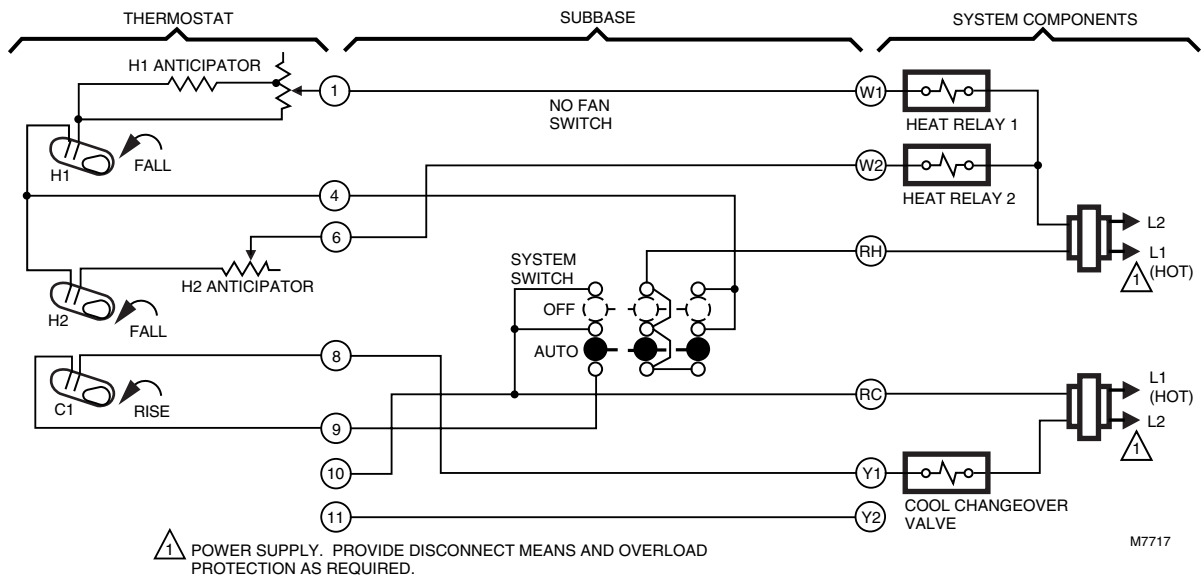 THERMOSTAT
SUBBASE
SYSTEM COMPONENTS
H1 ANTICIPATOR
1
NO FAN
SWITCH
W1
HEAT RELAY 1
H1
FALL
W2
HEAT RELAY 2
4
6
L2
RH
L1
(HOT)
1
SYSTEM
SWITCH
H2 ANTICIPATOR
OFF
H2
FALL
AUTO
8
C1
RISE
RC
L1
(HOT)
L2
1
9
10
Y1
COOL CHANGEOVER
VALVE
11
Y2
1 POWER SUPPLY. PROVIDE DISCONNECT MEANS AND OVERLOAD
PROTECTION AS REQUIRED.
M7717